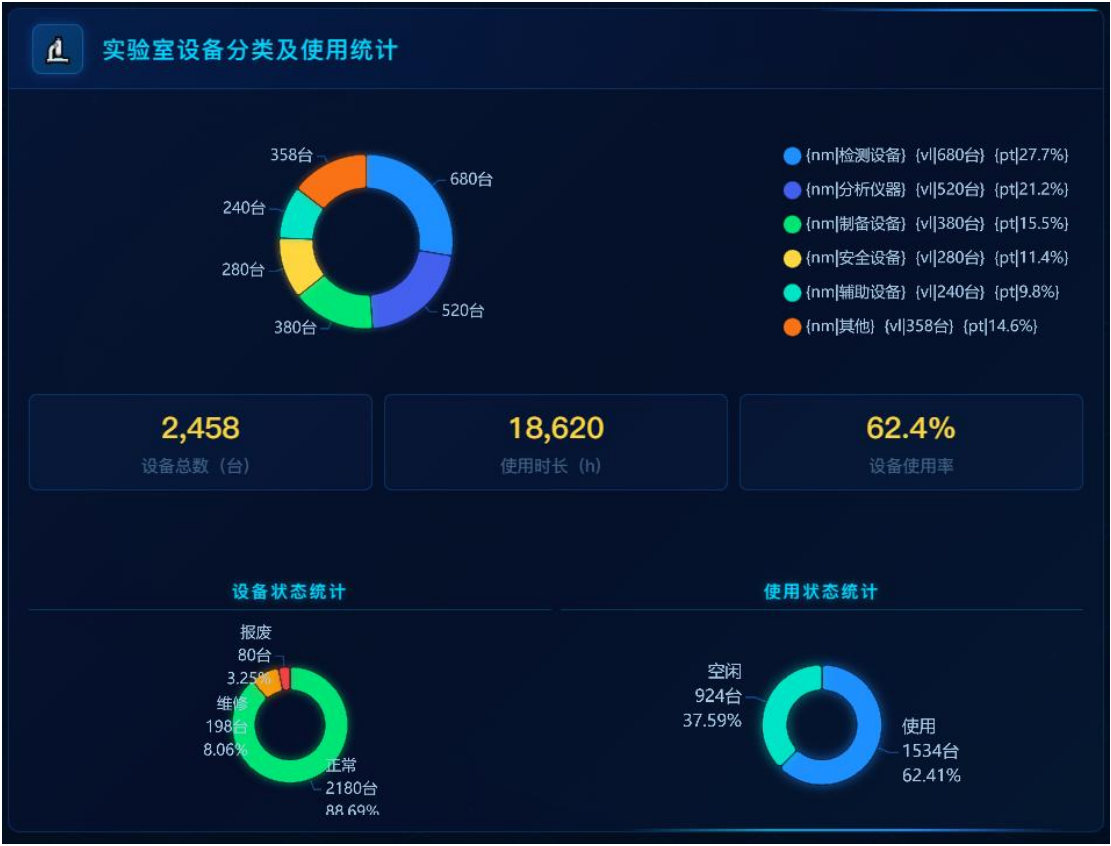 实验室设备分类及使用统计
358台
680台
240台
280台
520台
380台
{nm|检测设备} {vl|680台} {pt|27.7%}
{nm|分析仪器} {vl|520台} {pt|21.2%}
{nm|制备设备} {vl|380台} {pt|15.5%}
{nm|安全设备} {vl|280台} {pt|11.4%}
{nm|辅助设备} {vl|240台} {pt|9.8%}
{nm|其他} {vl|358台} {pt|14.6%}
2,458
设备总数（台）
18,620
使用时长（h）
62.4%
设备使用率
设备状态统计
报废
80台
3.25%
维修
198台
8.06%
正常
2180台
88.69%
使用状态统计
空闲
924台
37.59%
使用
1534台
62.41%